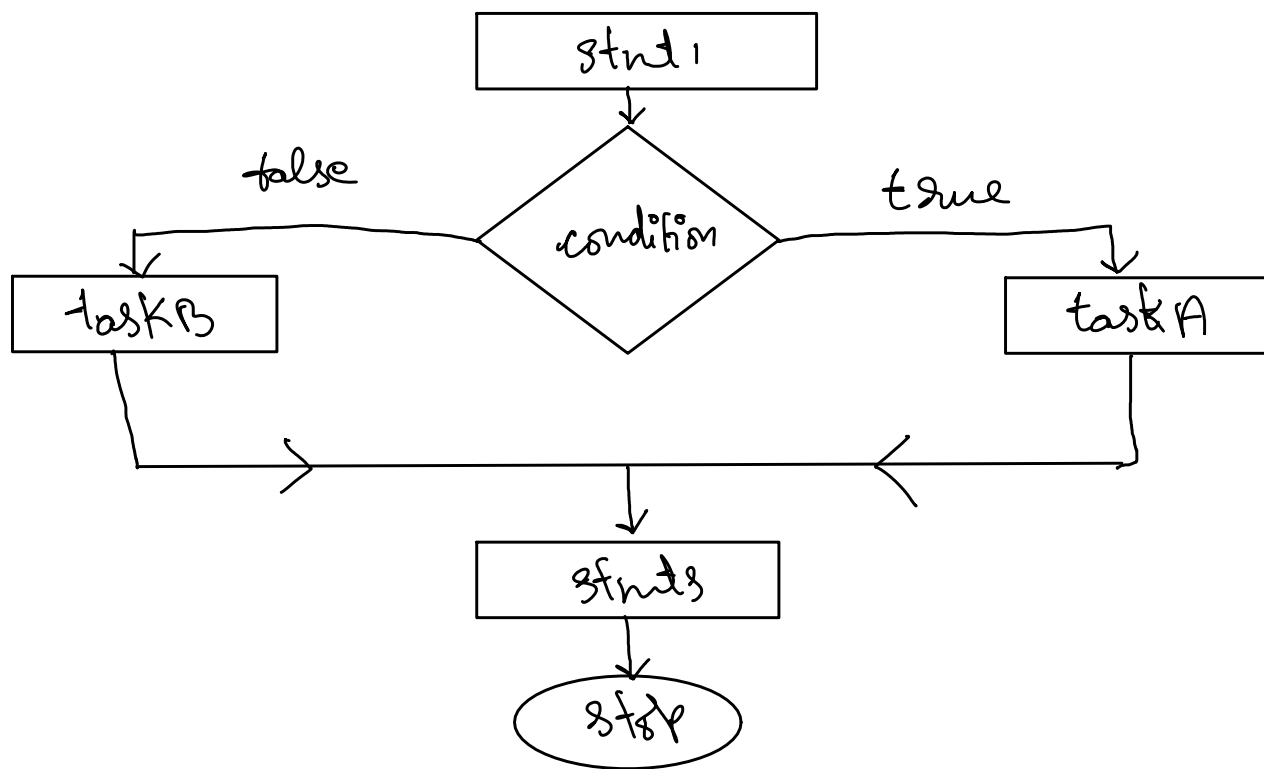 stmt1
false
condition
true
taskB
taskA
stmts
stop